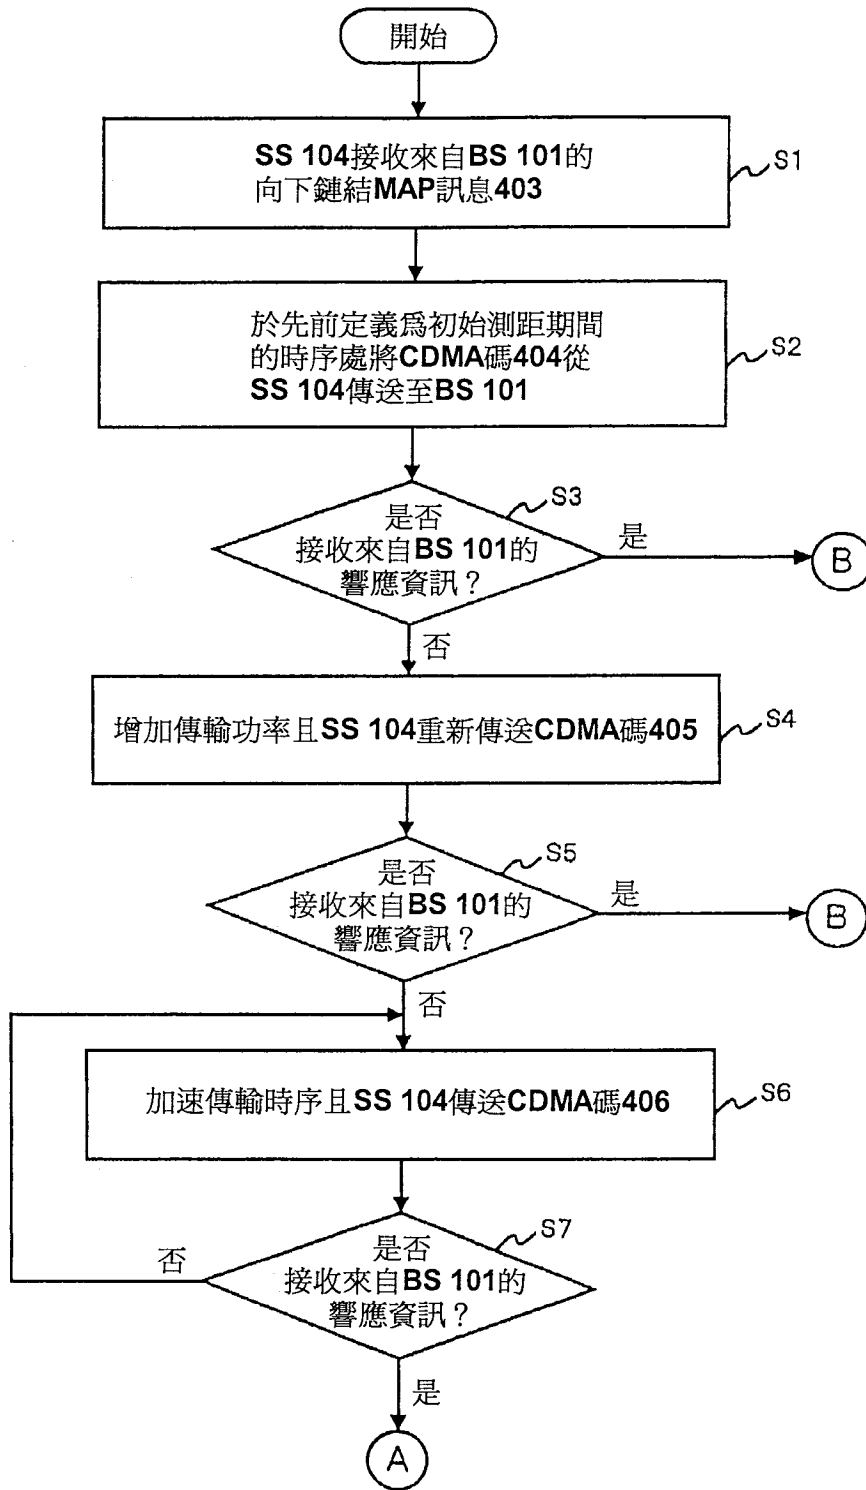 開始
SS 104接收來自BS 101的
向下鏈結MAP訊息403
S1
於先前定義爲初始測距期間
的時序處將CDMA碼404從
SS 104傳送至BS 101
S2
S3
是否
接收來自BS 101的
響應資訊？
是
B
否
增加傳輸功率且SS 104重新傳送CDMA碼405
S4
S5
是否
接收來自BS 101的
響應資訊？
是
B
否
加速傳輸時序且SS 104傳送CDMA碼406
S6
S7
否
是否
接收來自BS 101的
響應資訊？
是
A